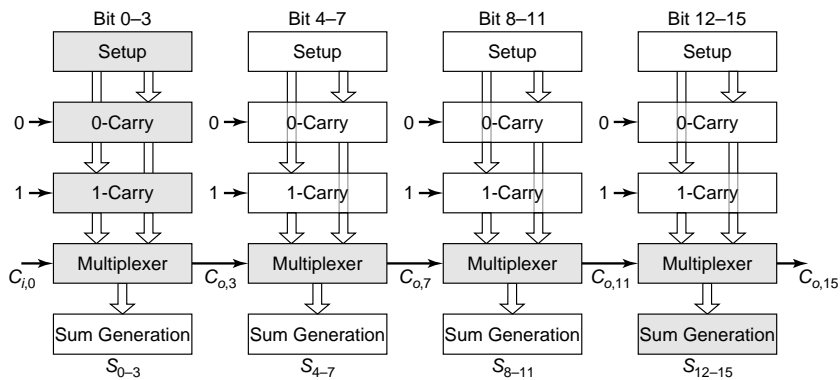 Bit 0–3 Bit 4–7 Bit 8–11 Bit 12–15
Setup Setup Setup Setup
0 0-Carry 0 0-Carry 0 0-Carry 0 0-Carry
1 1-Carry 1 1-Carry 1 1-Carry 1 1-Carry
Multiplexer Multiplexer Multiplexer Multiplexer
Ci,0 Co,3 Co,7 Co,11 Co,15
Sum Generation Sum Generation Sum Generation Sum Generation
S0–3 S4–7 S8–11 S12–15